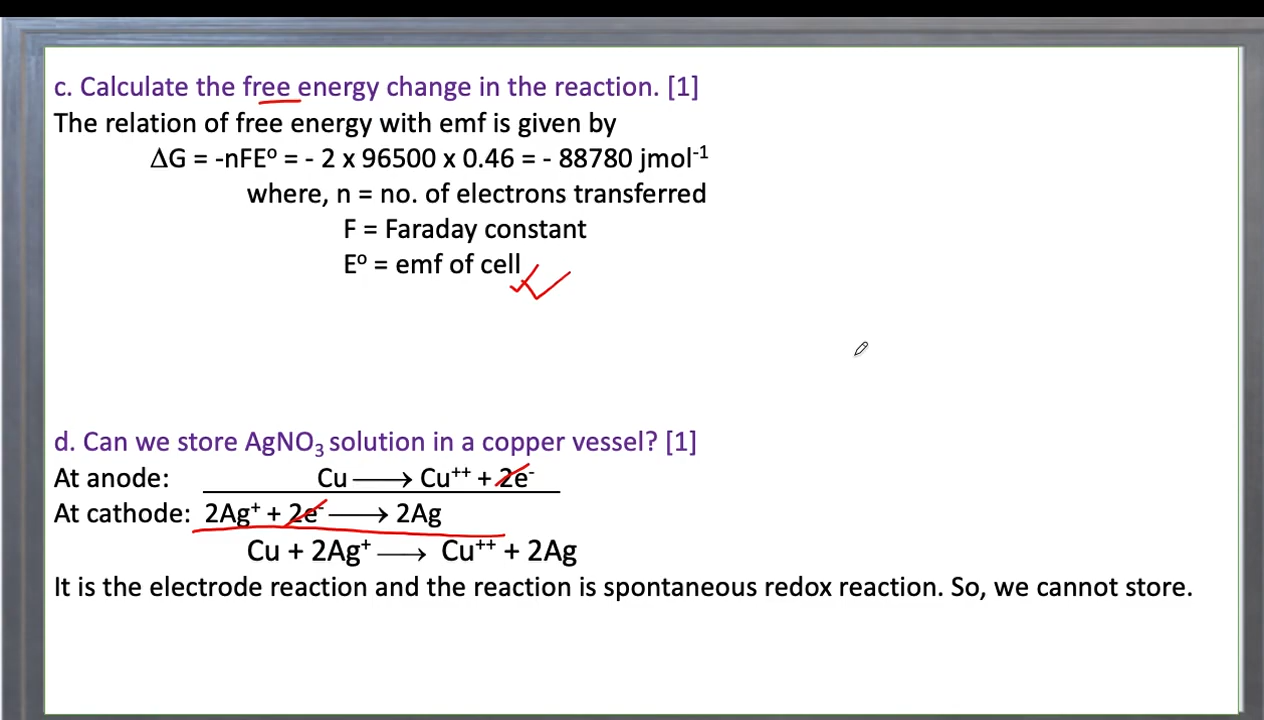 c. Calculate the free energy change in the reaction. [1]
The relation of free energy with emf is given by
ΔG = -nFEº = - 2 x 96500 x 0.46 = - 88780 jmol⁻¹
where, n = no. of electrons transferred
F = Faraday constant
Eº = emf of cell
d. Can we store AgNO₃ solution in a copper vessel? [1]
At anode: Cu ⟶ Cu⁺⁺ + 2e⁻
At cathode: 2Ag⁺ + 2e⁻ ⟶ 2Ag
Cu + 2Ag⁺ ⟶ Cu⁺⁺ + 2Ag
It is the electrode reaction and the reaction is spontaneous redox reaction. So, we cannot store.